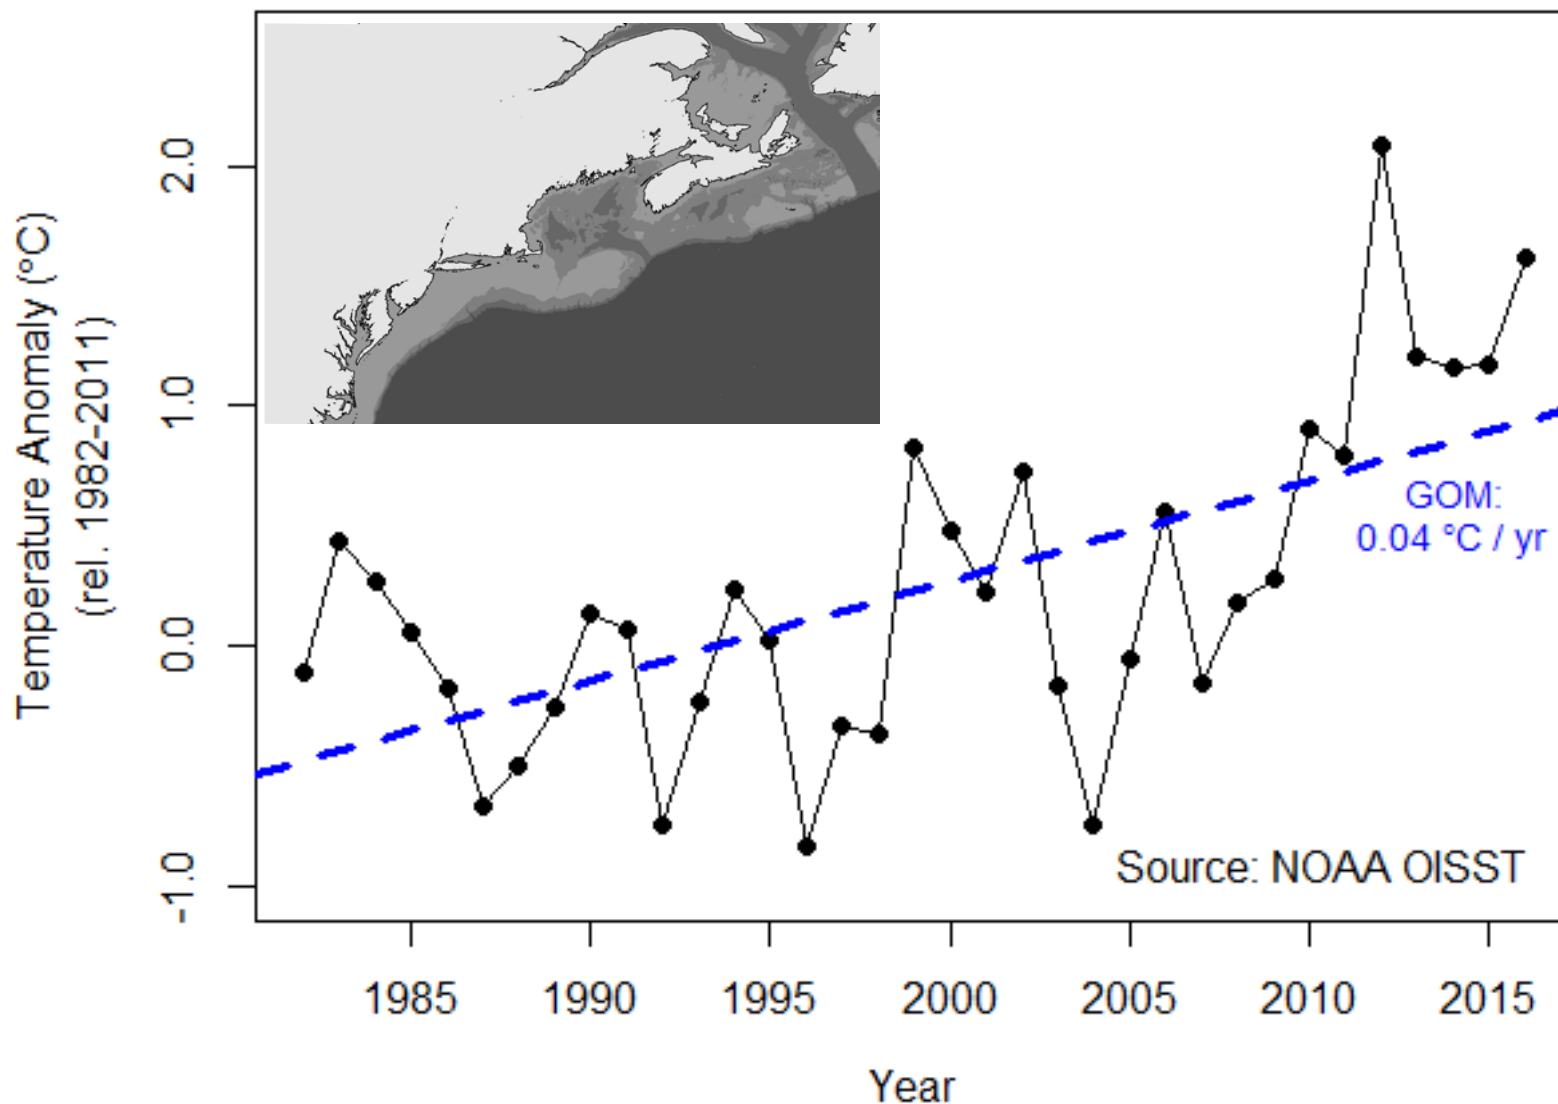 Temperature Anomaly (°C)
(rel. 1982-2011)
2.0
1.0
0.0
-1.0
GOM:
0.04 °C / yr
Source: NOAA OISST
1985
1990
1995
2000
2005
2010
2015
Year